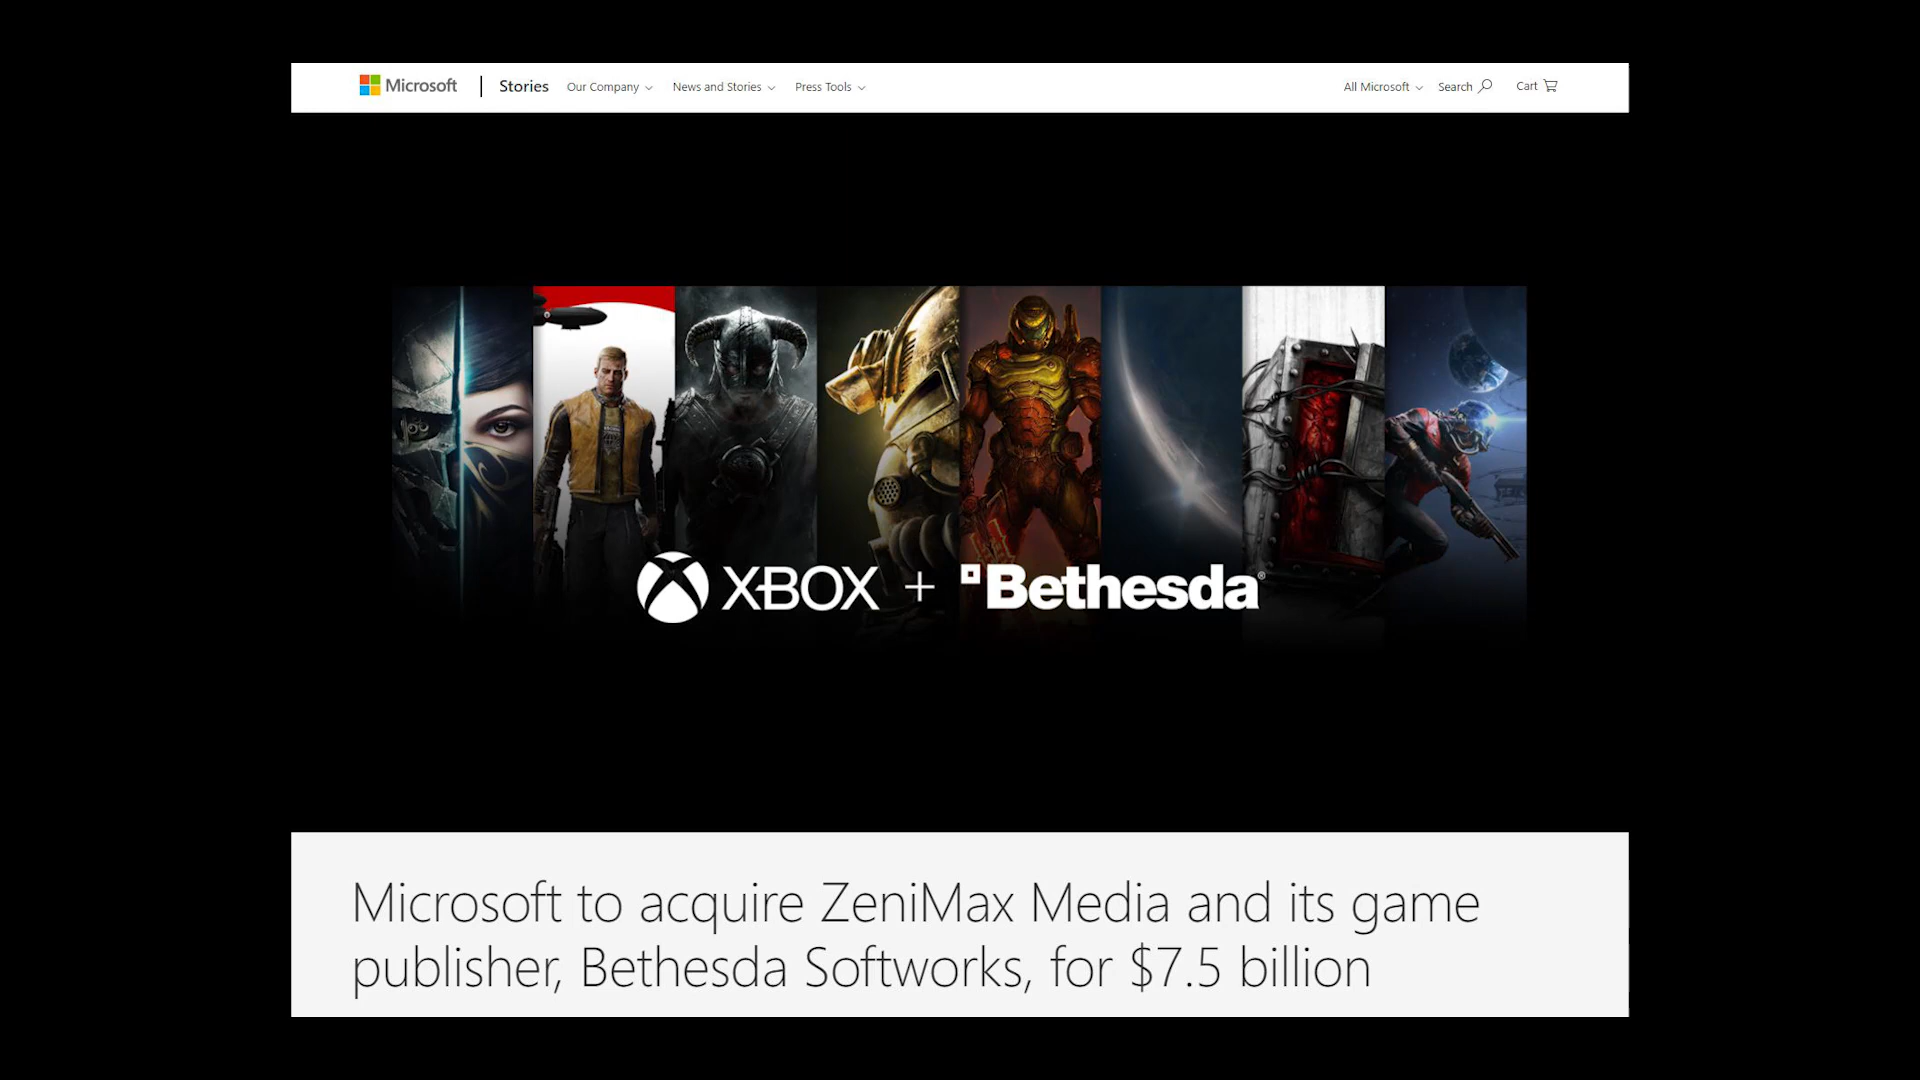 Microsoft | Stories Our Company News and Stories Press Tools All Microsoft Search Cart
XBOX + Bethesda®
Microsoft to acquire ZeniMax Media and its game
publisher, Bethesda Softworks, for $7.5 billion